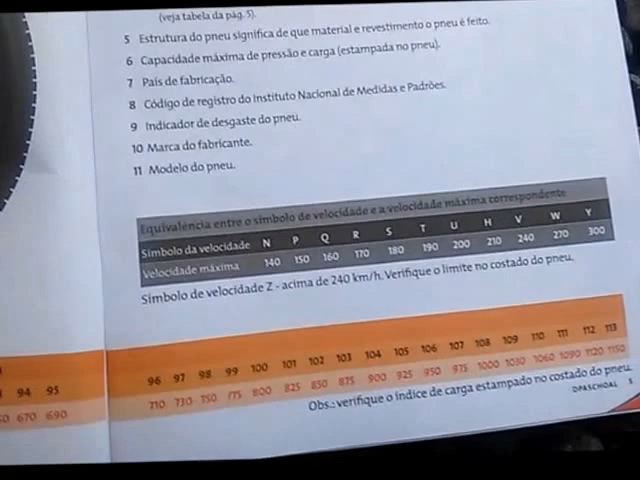 (veja tabela da pág. 5).
5 Estrutura do pneu significa de que material e revestimento o pneu é feito.
6 Capacidade máxima de pressão e carga (estampada no pneu).
7 País de fabricação.
8 Código de registro do Instituto Nacional de Medidas e Padrões.
9 Indicador de desgaste do pneu.
10 Marca do fabricante.
11 Modelo do pneu.
Equivalência entre o símbolo de velocidade e a velocidade máxima correspondente
Símbolo da velocidade N P Q R S T U H V W Y
Velocidade máxima 140 150 160 170 180 190 200 210 240 270 300
Símbolo de velocidade Z - acima de 240 km/h. Verifique o limite no costado do pneu.
94 95 96 97 98 99 100 101 102 103 104 105 106 107 108 109 110 111 112 113
670 690 710 730 750 775 800 825 850 875 900 925 950 975 1000 1030 1060 1090 1120 1150
Obs.: verifique o índice de carga estampado no costado do pneu.
DPASCHOAL 5